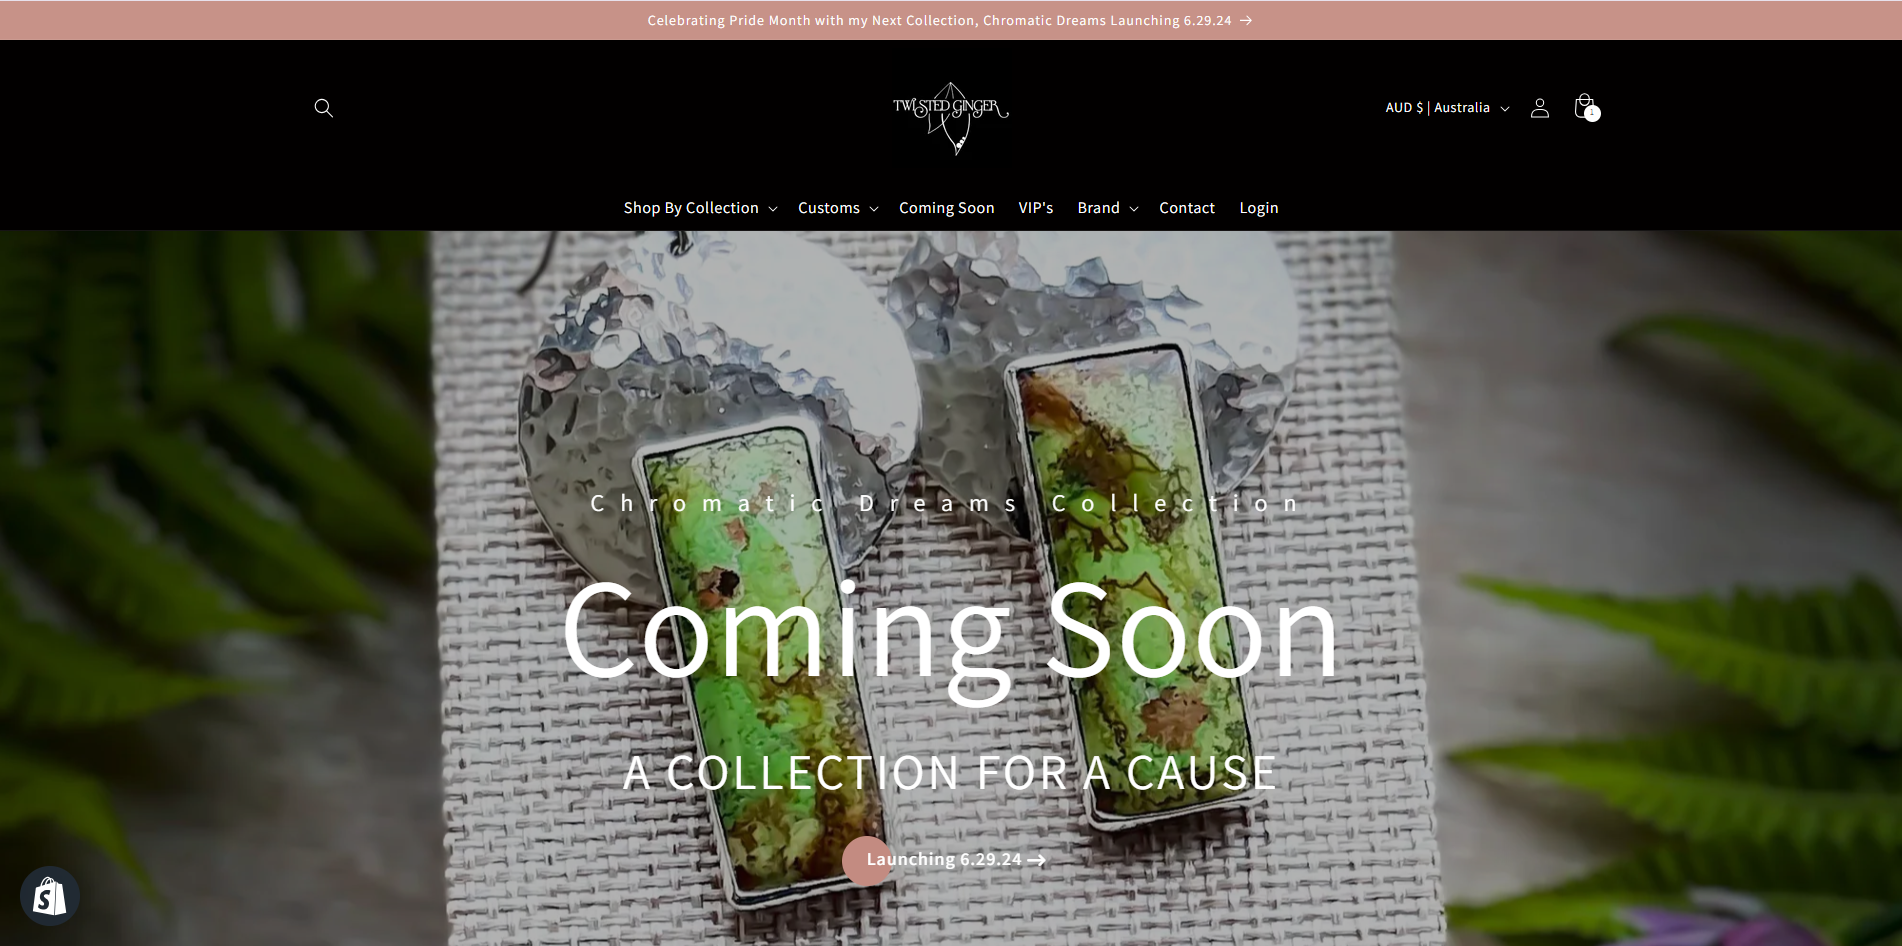 Celebrating Pride Month with my Next Collection, Chromatic Dreams Launching 6.29.24 →
TWISTED GINGER
AUD $ | Australia
1
Shop By Collection
Customs
Coming Soon
VIP's
Brand
Contact
Login
Chromatic Dreams Collection
Coming Soon
A COLLECTION FOR A CAUSE
Launching 6.29.24 →